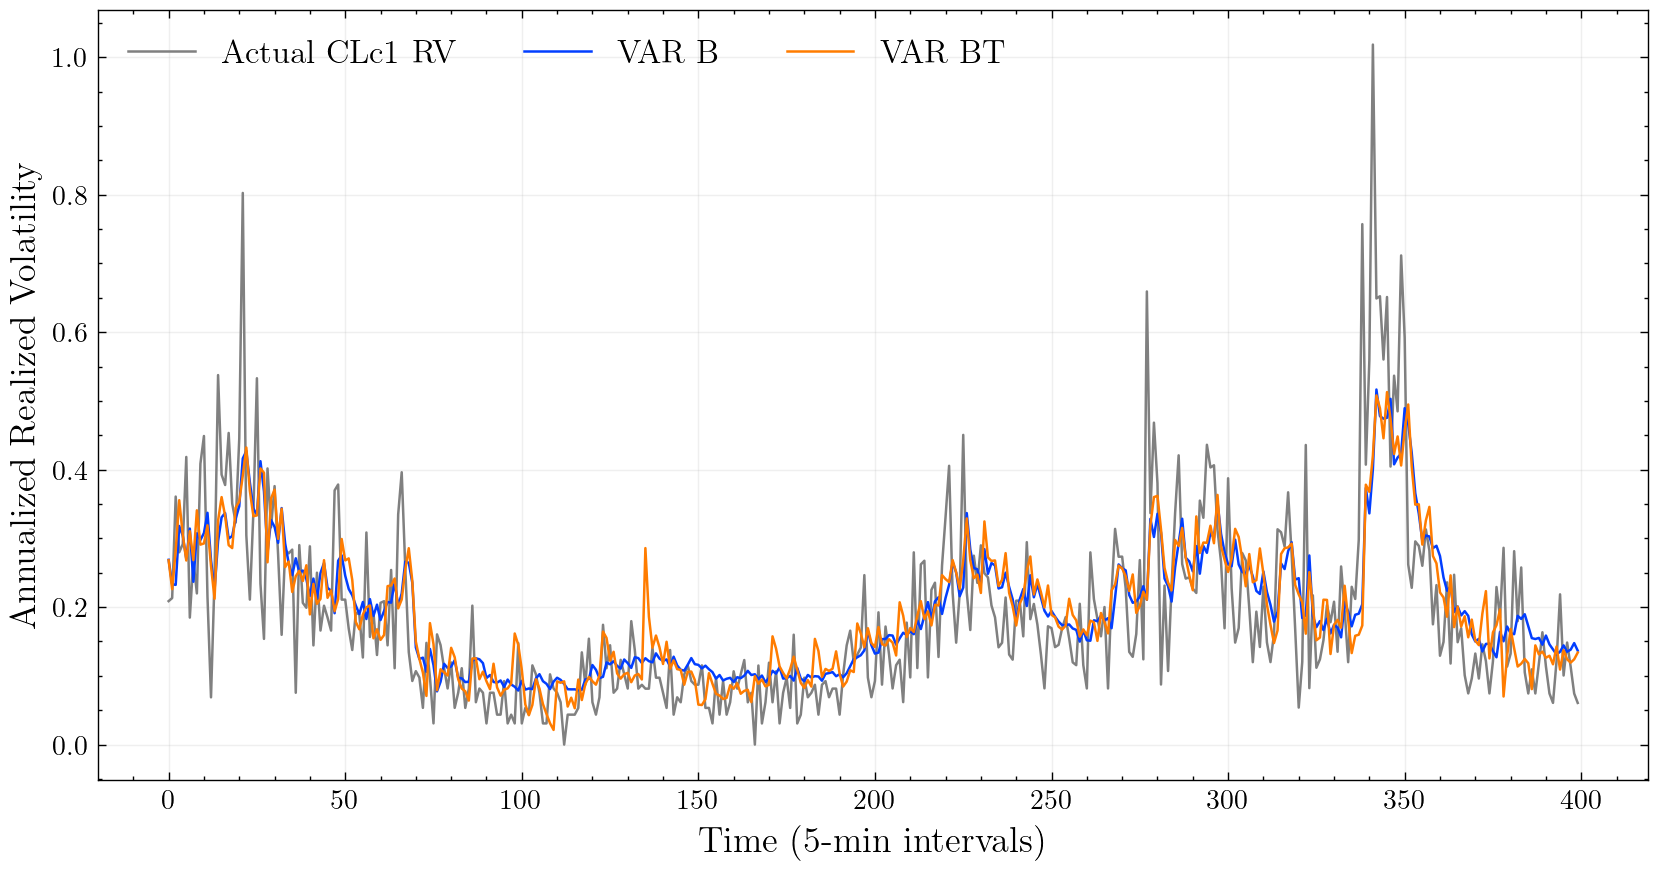 Actual CLc1 RV
VAR B
VAR BT
Annualized Realized Volatility
1.0
0.8
0.6
0.4
0.2
0.0
0 50 100 150 200 250 300 350 400
Time (5-min intervals)